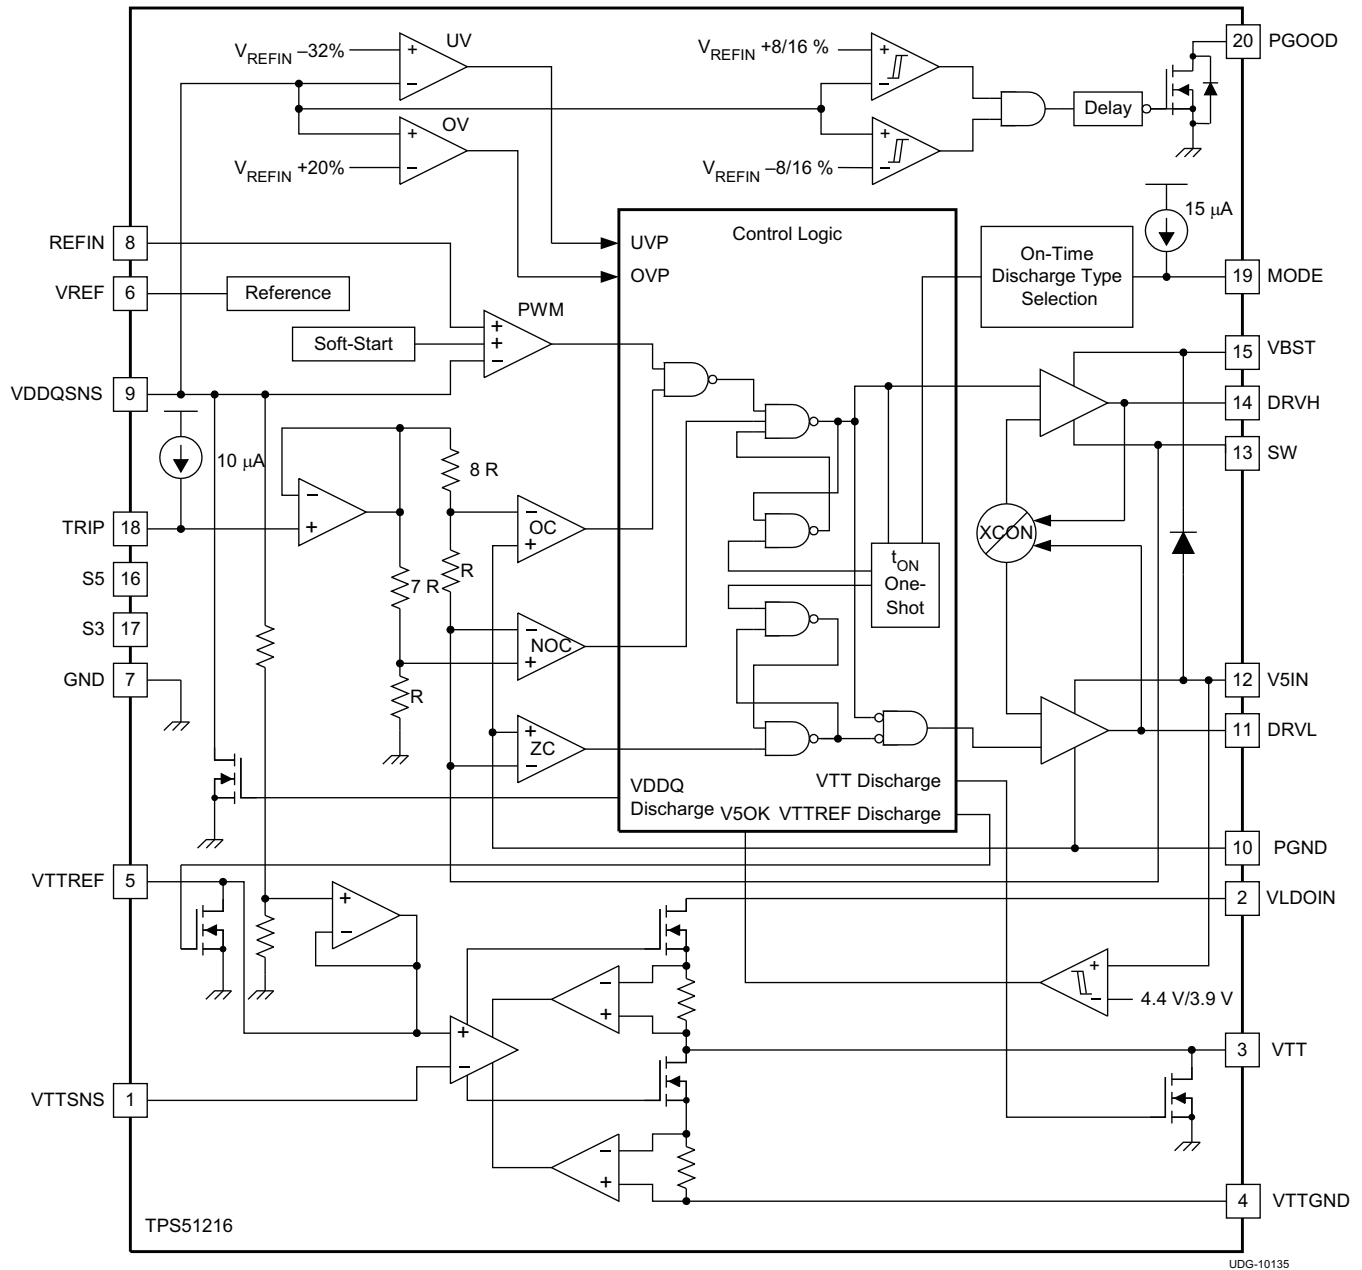 UV
V_REFIN –32%
+
–
OV
+
V_REFIN +20%
–
V_REFIN +8/16 %
+
–
+
V_REFIN –8/16 %
–
Delay
20 PGOOD
15 μA
REFIN 8
VREF 6
Reference
Soft-Start
PWM
+
+
–
VDDQSNS 9
10 μA
TRIP 18
–
+
S5 16
S3 17
GND 7
8 R
R
7 R
R
–
OC
+
–
NOC
+
+
ZC
–
Control Logic
UVP
OVP
t_ON
One-
Shot
VDDQ
Discharge
V5OK
VTT Discharge
VTTREF Discharge
On-Time
Discharge Type
Selection
19 MODE
15 VBST
14 DRVH
13 SW
XCON
12 V5IN
11 DRVL
10 PGND
2 VLDOIN
VTTREF 5
+
–
+
–
–
+
–
+
+
–
4.4 V/3.9 V
3 VTT
VTTSNS 1
4 VTTGND
TPS51216
UDG-10135